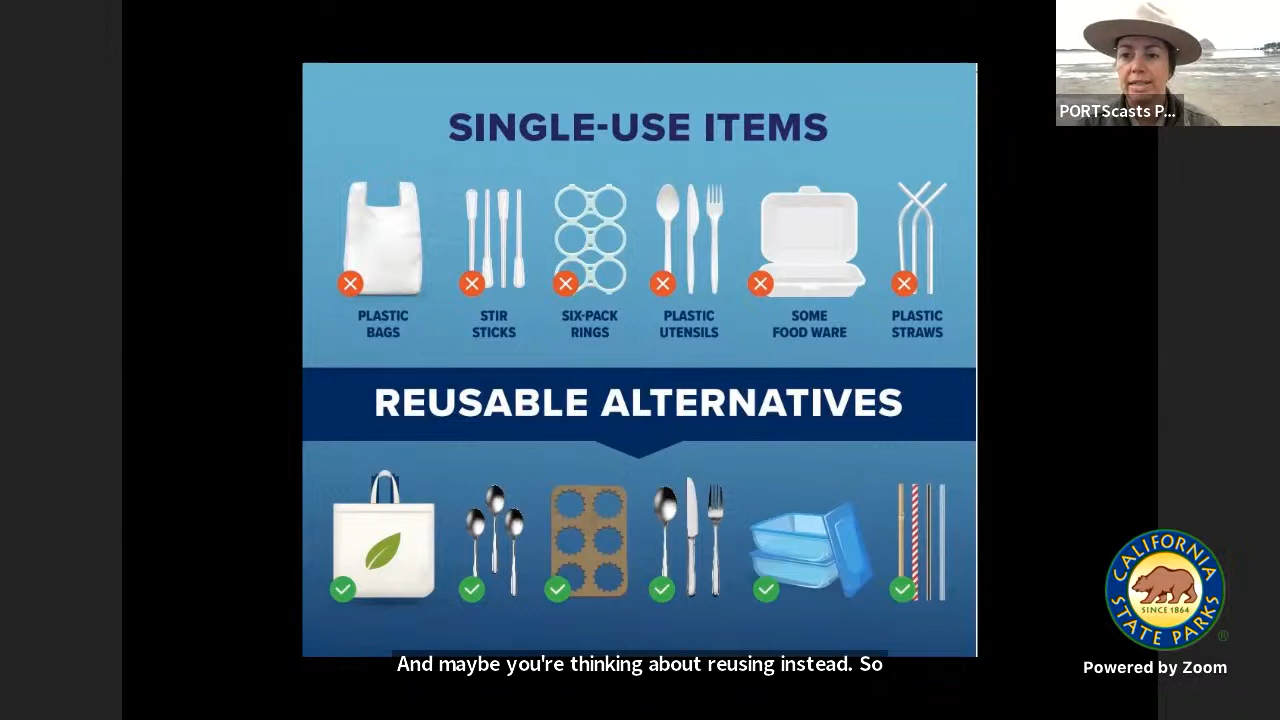 PORTScasts P...
SINGLE-USE ITEMS
PLASTIC
BAGS
STIR
STICKS
SIX-PACK
RINGS
PLASTIC
UTENSILS
SOME
FOOD WARE
PLASTIC
STRAWS
REUSABLE ALTERNATIVES
And maybe you're thinking about reusing instead. So
CALIFORNIA
SINCE 1864
STATE PARKS
®
Powered by Zoom